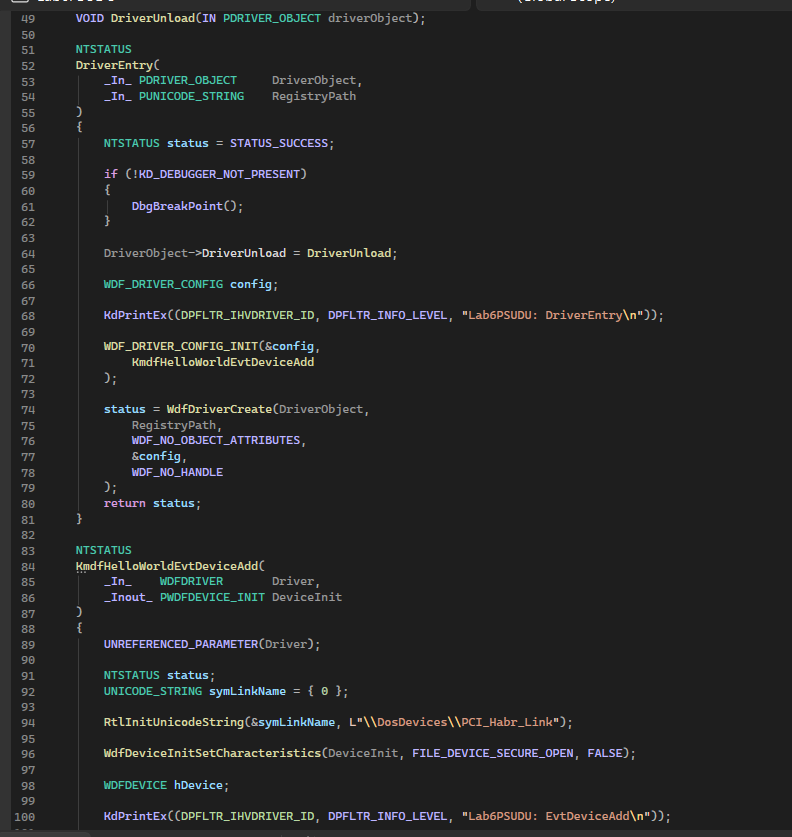 49 VOID DriverUnload(IN PDRIVER_OBJECT driverObject);
50
51 NTSTATUS
52 DriverEntry(
53     _In_ PDRIVER_OBJECT     DriverObject,
54     _In_ PUNICODE_STRING    RegistryPath
55 )
56 {
57     NTSTATUS status = STATUS_SUCCESS;
58
59     if (!KD_DEBUGGER_NOT_PRESENT)
60     {
61         DbgBreakPoint();
62     }
63
64     DriverObject->DriverUnload = DriverUnload;
65
66     WDF_DRIVER_CONFIG config;
67
68     KdPrintEx((DPFLTR_IHVDRIVER_ID, DPFLTR_INFO_LEVEL, "Lab6PSUDU: DriverEntry\n"));
69
70     WDF_DRIVER_CONFIG_INIT(&config,
71         KmdfHelloWorldEvtDeviceAdd
72     );
73
74     status = WdfDriverCreate(DriverObject,
75         RegistryPath,
76         WDF_NO_OBJECT_ATTRIBUTES,
77         &config,
78         WDF_NO_HANDLE
79     );
80     return status;
81 }
82
83 NTSTATUS
84 KmdfHelloWorldEvtDeviceAdd(
85     _In_    WDFDRIVER       Driver,
86     _Inout_ PWDFDEVICE_INIT DeviceInit
87 )
88 {
89     UNREFERENCED_PARAMETER(Driver);
90
91     NTSTATUS status;
92     UNICODE_STRING symLinkName = { 0 };
93
94     RtlInitUnicodeString(&symLinkName, L"\\DosDevices\\PCI_Habr_Link");
95
96     WdfDeviceInitSetCharacteristics(DeviceInit, FILE_DEVICE_SECURE_OPEN, FALSE);
97
98     WDFDEVICE hDevice;
99
100     KdPrintEx((DPFLTR_IHVDRIVER_ID, DPFLTR_INFO_LEVEL, "Lab6PSUDU: EvtDeviceAdd\n"));